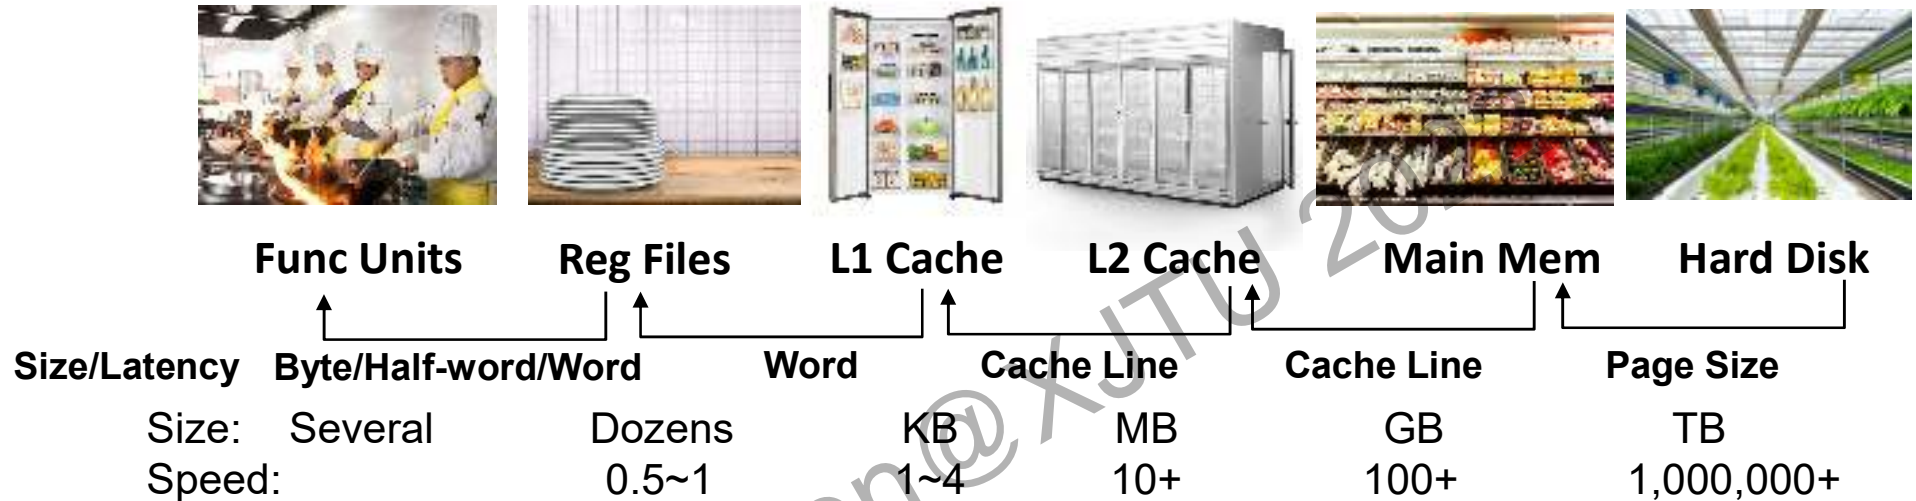 Func Units Reg Files L1 Cache L2 Cache Main Mem Hard Disk
Size/Latency Byte/Half-word/Word Word Cache Line Cache Line Page Size
Size: Several Dozens KB MB GB TB
Speed: 0.5~1 1~4 10+ 100+ 1,000,000+
@XJTU